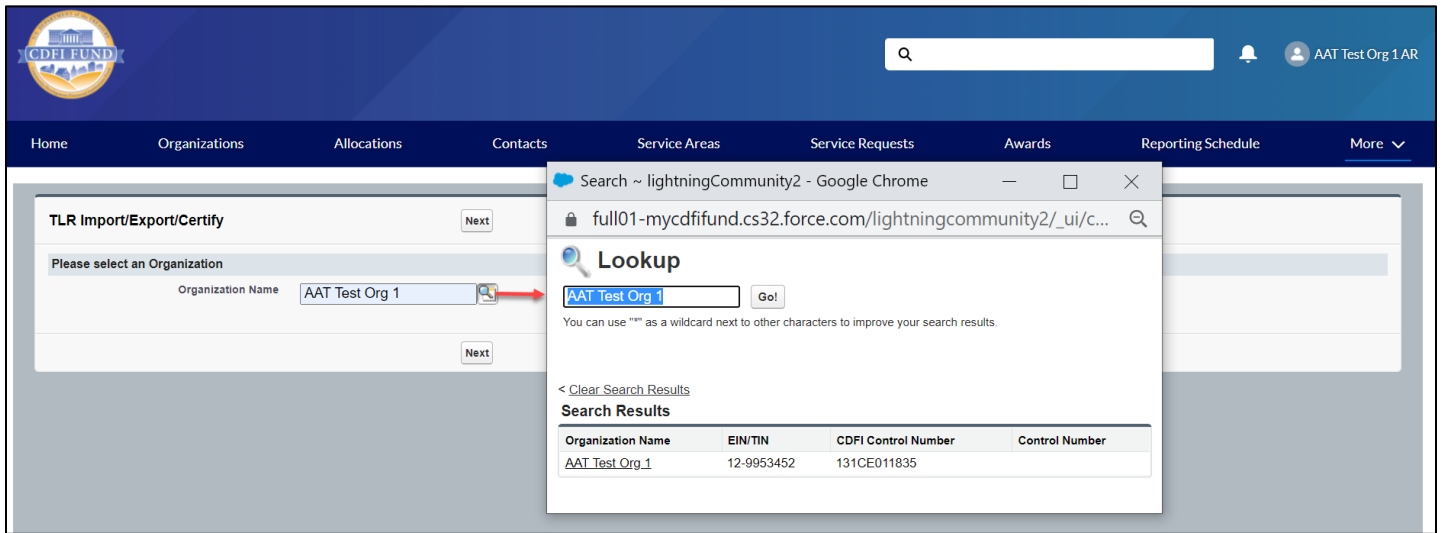 CDFI FUND
AAT Test Org 1 AR
Home Organizations Allocations Contacts Service Areas Service Requests Awards Reporting Schedule More
TLR Import/Export/Certify Next
Please select an Organization
Organization Name AAT Test Org 1
Next
Search ~ lightningCommunity2 - Google Chrome
full01-mycdfifund.cs32.force.com/lightningcommunity2/_ui/c...
Lookup
AAT Test Org 1 Go!
You can use "*" as a wildcard next to other characters to improve your search results.
< Clear Search Results
Search Results
Organization Name EIN/TIN CDFI Control Number Control Number
AAT Test Org 1 12-9953452 131CE011835